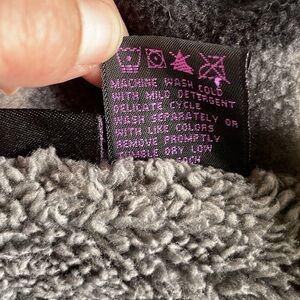 MACHINE WASH COLD
WITH MILD DETERGENT
DELICATE CYCLE
WASH SEPARATELY OR
WITH LIKE COLORS
REMOVE PROMPTLY
TUMBLE DRY LOW